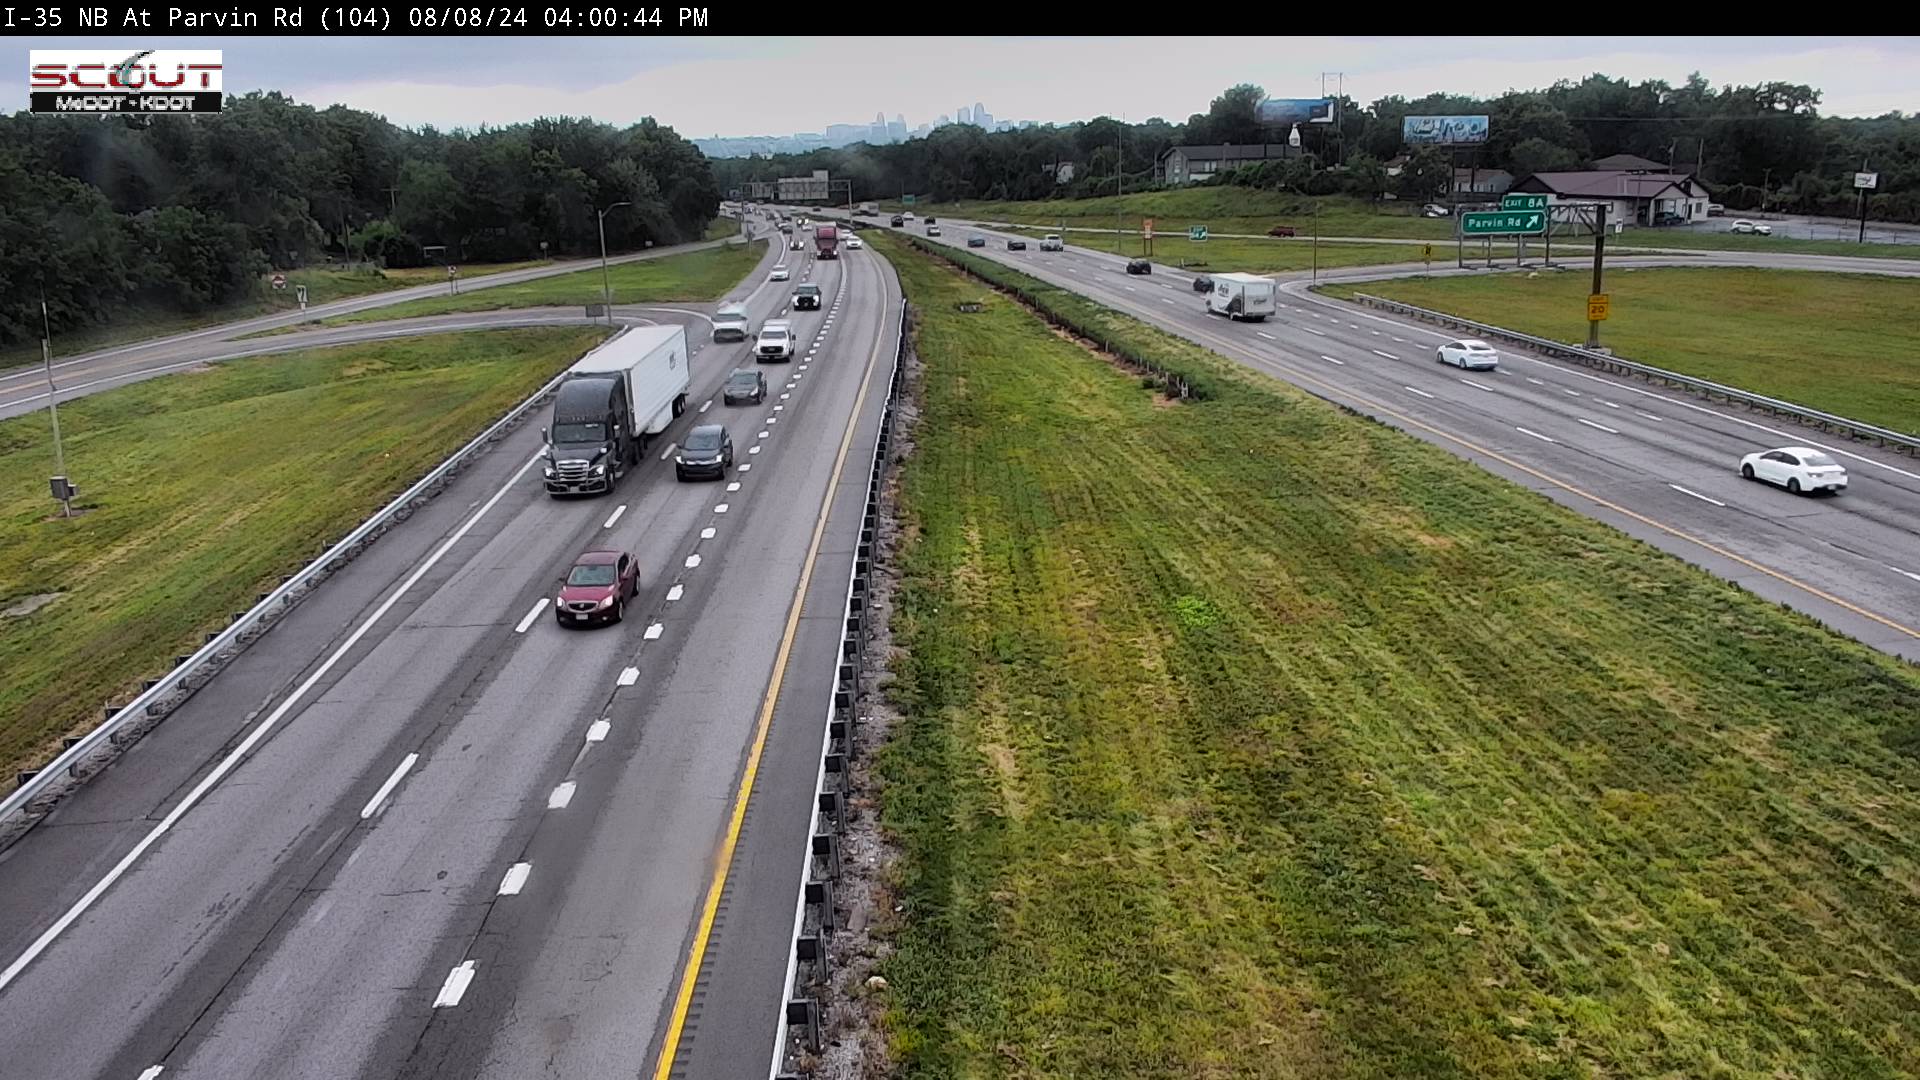 I-35 NB At Parvin Rd (104) 08/08/24 04:00:44 PM
SCOUT
MoDOT - KDOT
EXIT 8A
Parvin Rd
20